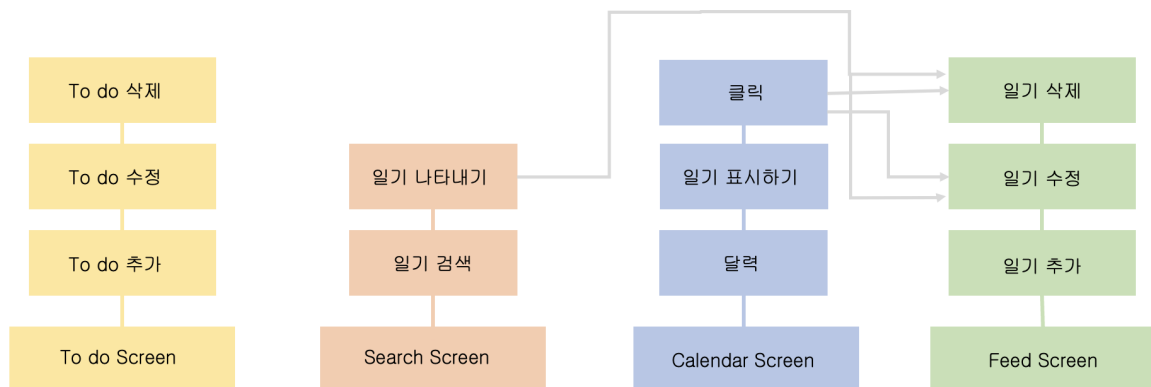 To do 삭제
클릭
일기 삭제
To do 수정
일기 나타내기
일기 표시하기
일기 수정
To do 추가
일기 검색
달력
일기 추가
To do Screen
Search Screen
Calendar Screen
Feed Screen